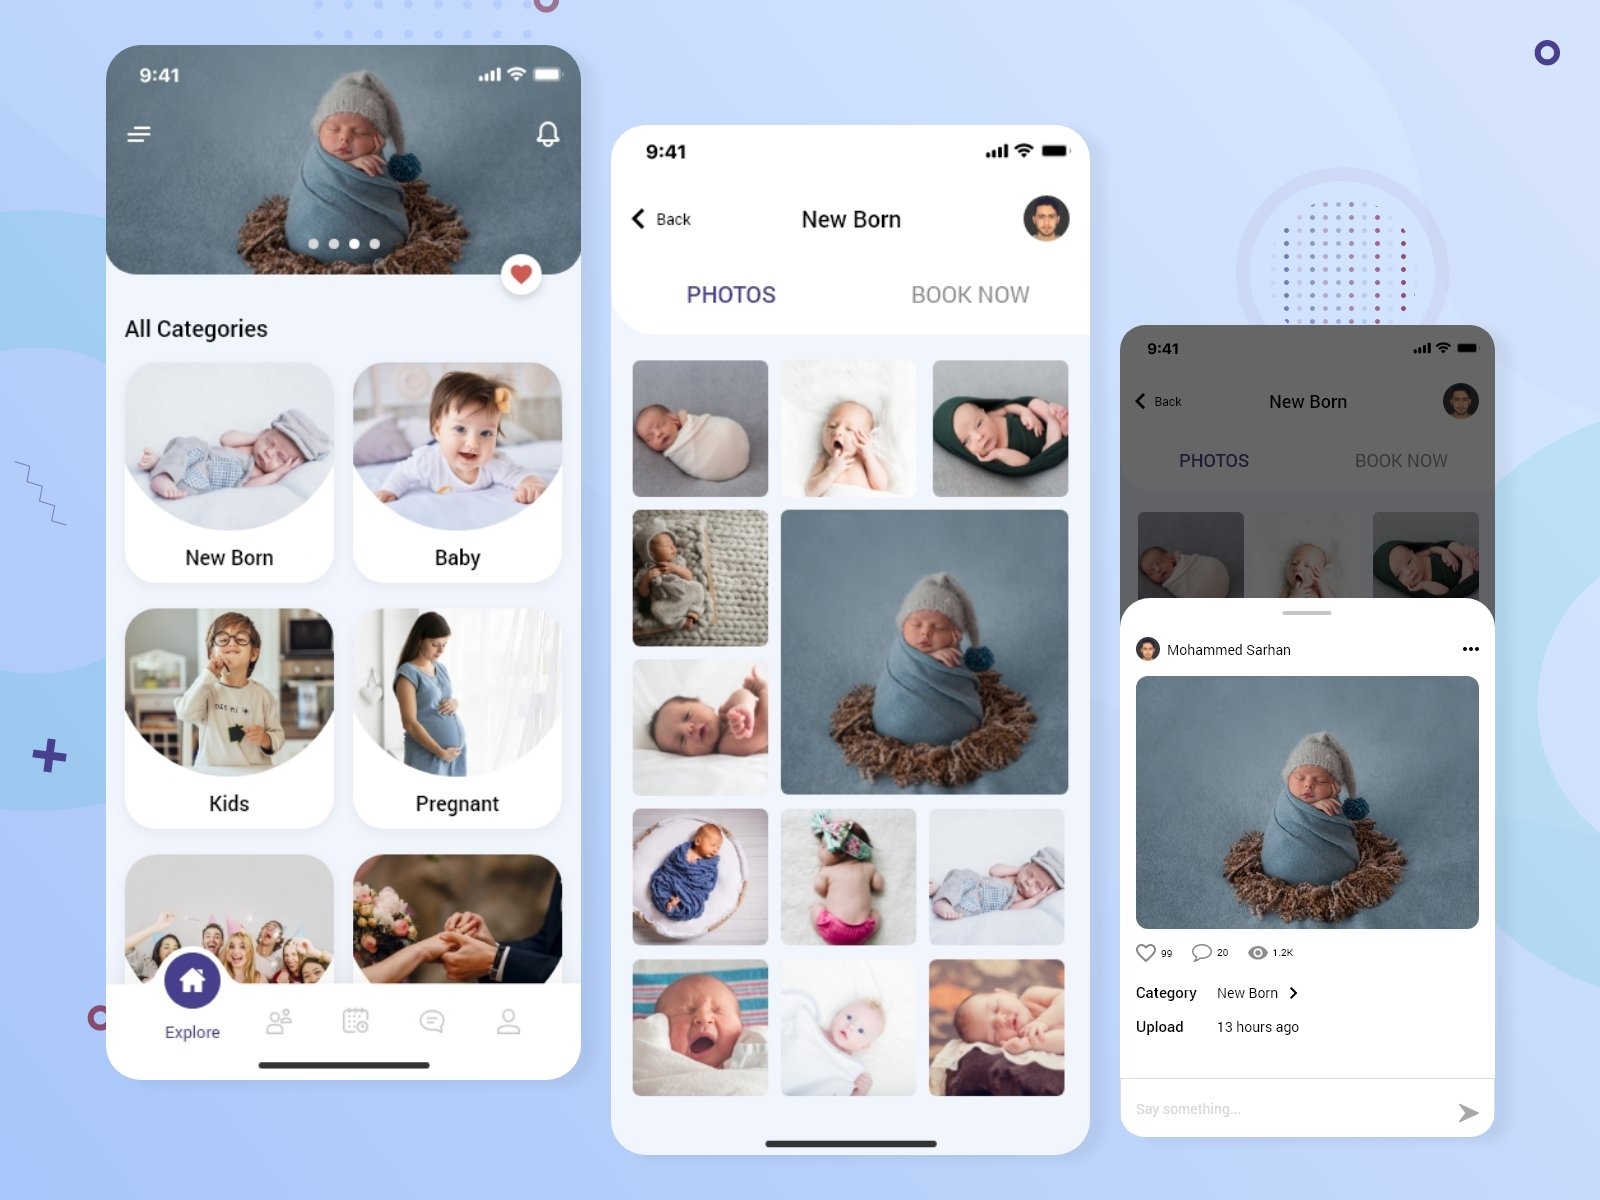 9:41
All Categories
New Born
Baby
Kids
Pregnant
Explore
9:41
Back
New Born
PHOTOS
BOOK NOW
9:41
Back
New Born
PHOTOS
BOOK NOW
Mohammed Sarhan
99
20
1.2K
Category New Born
Upload 13 hours ago
Say something...